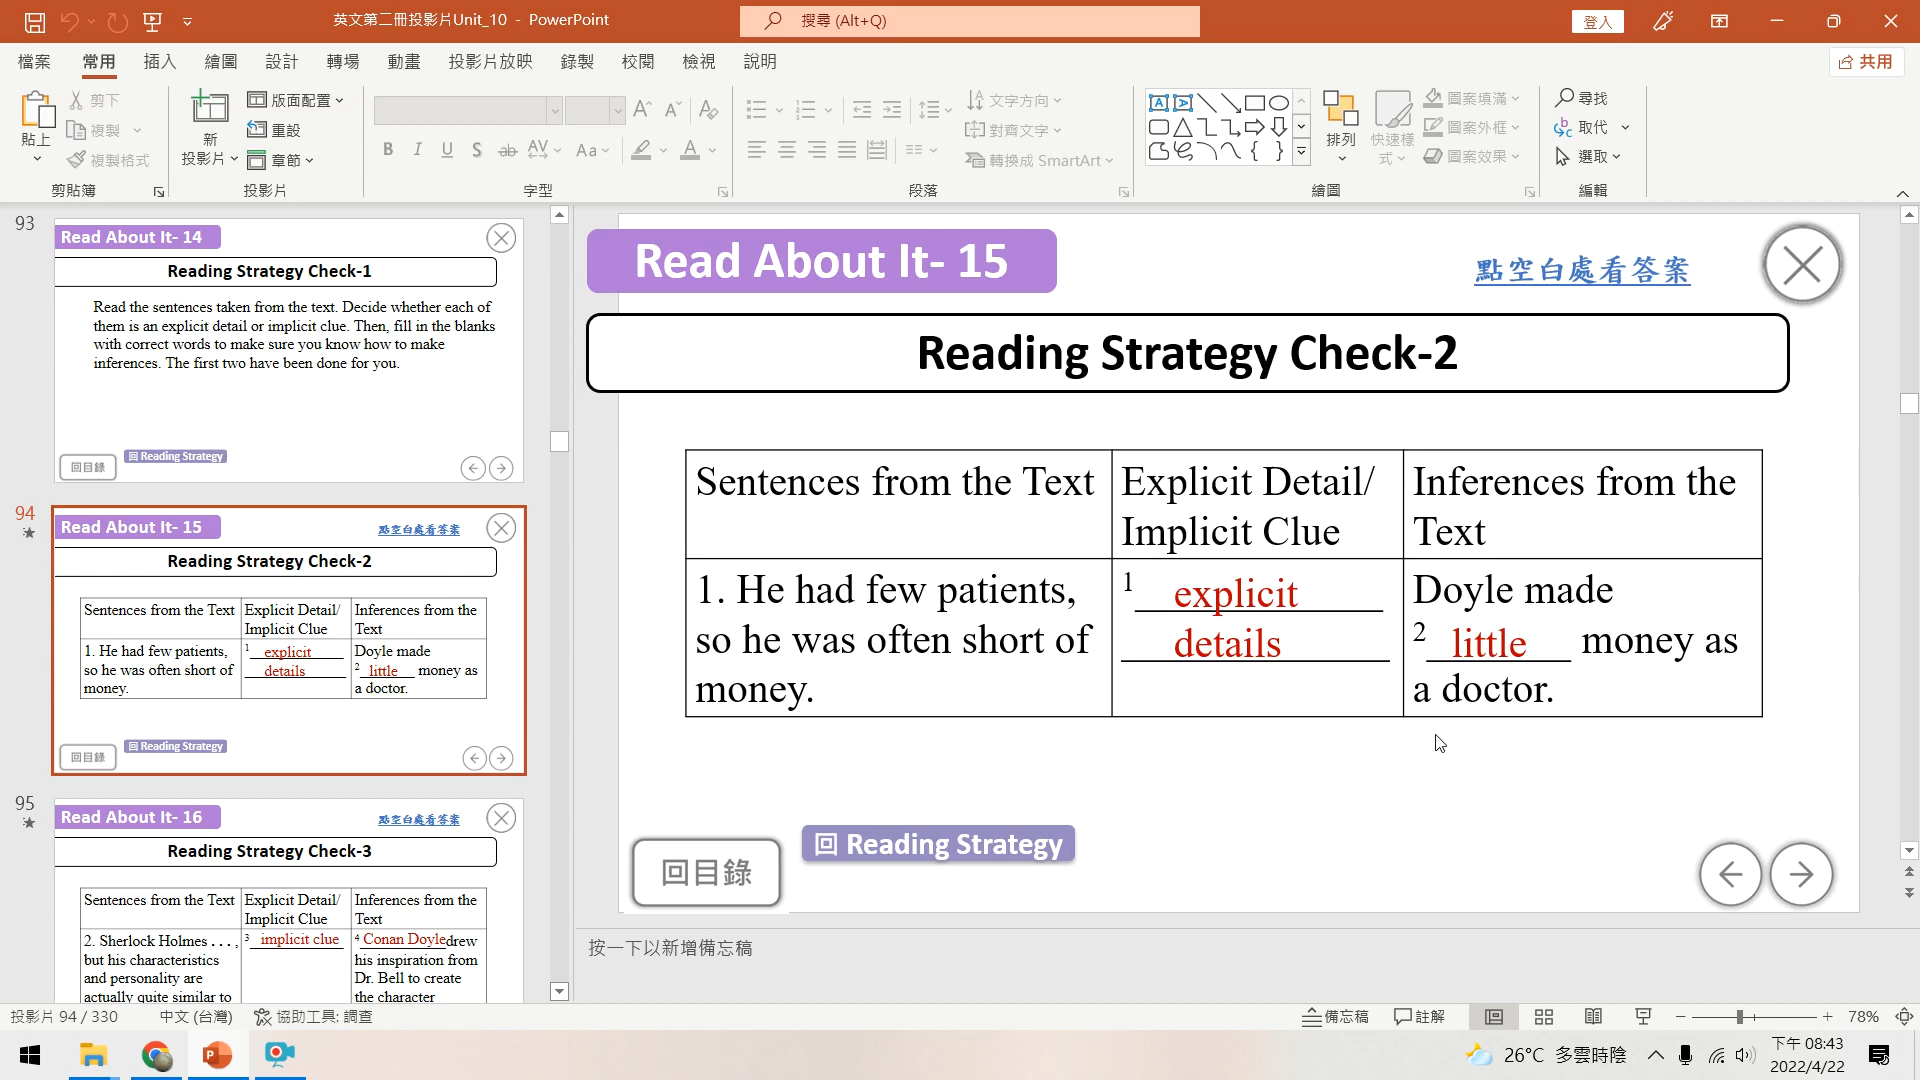 英文第二冊投影片Unit_10 - PowerPoint
搜尋 (Alt+Q)
登入
檔案 常用 插入 繪圖 設計 轉場 動畫 投影片放映 錄製 校閱 檢視 說明
共用
貼上
剪下
複製
複製格式
剪貼簿
新
投影片
版面配置
重設
章節
投影片
B I U S ab AV Aa A
字型
文字方向
對齊文字
轉換成 SmartArt
段落
排列
快速樣
式
圖案填滿
圖案外框
圖案效果
繪圖
尋找
取代
選取
編輯
93
Read About It- 14
Reading Strategy Check-1
Read the sentences taken from the text. Decide whether each of
them is an explicit detail or implicit clue. Then, fill in the blanks
with correct words to make sure you know how to make
inferences. The first two have been done for you.
回目錄
回 Reading Strategy
94
Read About It- 15
點空白處看答案
Reading Strategy Check-2
Sentences from the Text Explicit Detail/ Inferences from the
Implicit Clue Text
1. He had few patients, 1 explicit Doyle made
so he was often short of details 2 little money as
money. a doctor.
回目錄
回 Reading Strategy
95
Read About It- 16
點空白處看答案
Reading Strategy Check-3
Sentences from the Text Explicit Detail/ Inferences from the
Implicit Clue Text
2. Sherlock Holmes . . . , 3 implicit clue 4 Conan Doyle drew
but his characteristics his inspiration from
and personality are Dr. Bell to create
actually quite similar to the character
Read About It- 15
點空白處看答案
Reading Strategy Check-2
Sentences from the Text Explicit Detail/ Inferences from the
Implicit Clue Text
1. He had few patients, 1 explicit Doyle made
so he was often short of details 2 little money as
money. a doctor.
回目錄
回 Reading Strategy
按一下以新增備忘稿
投影片 94 / 330 中文 (台灣) 協助工具: 調查
備忘稿 註解 78%
26°C 多雲時陰
下午 08:43
2022/4/22